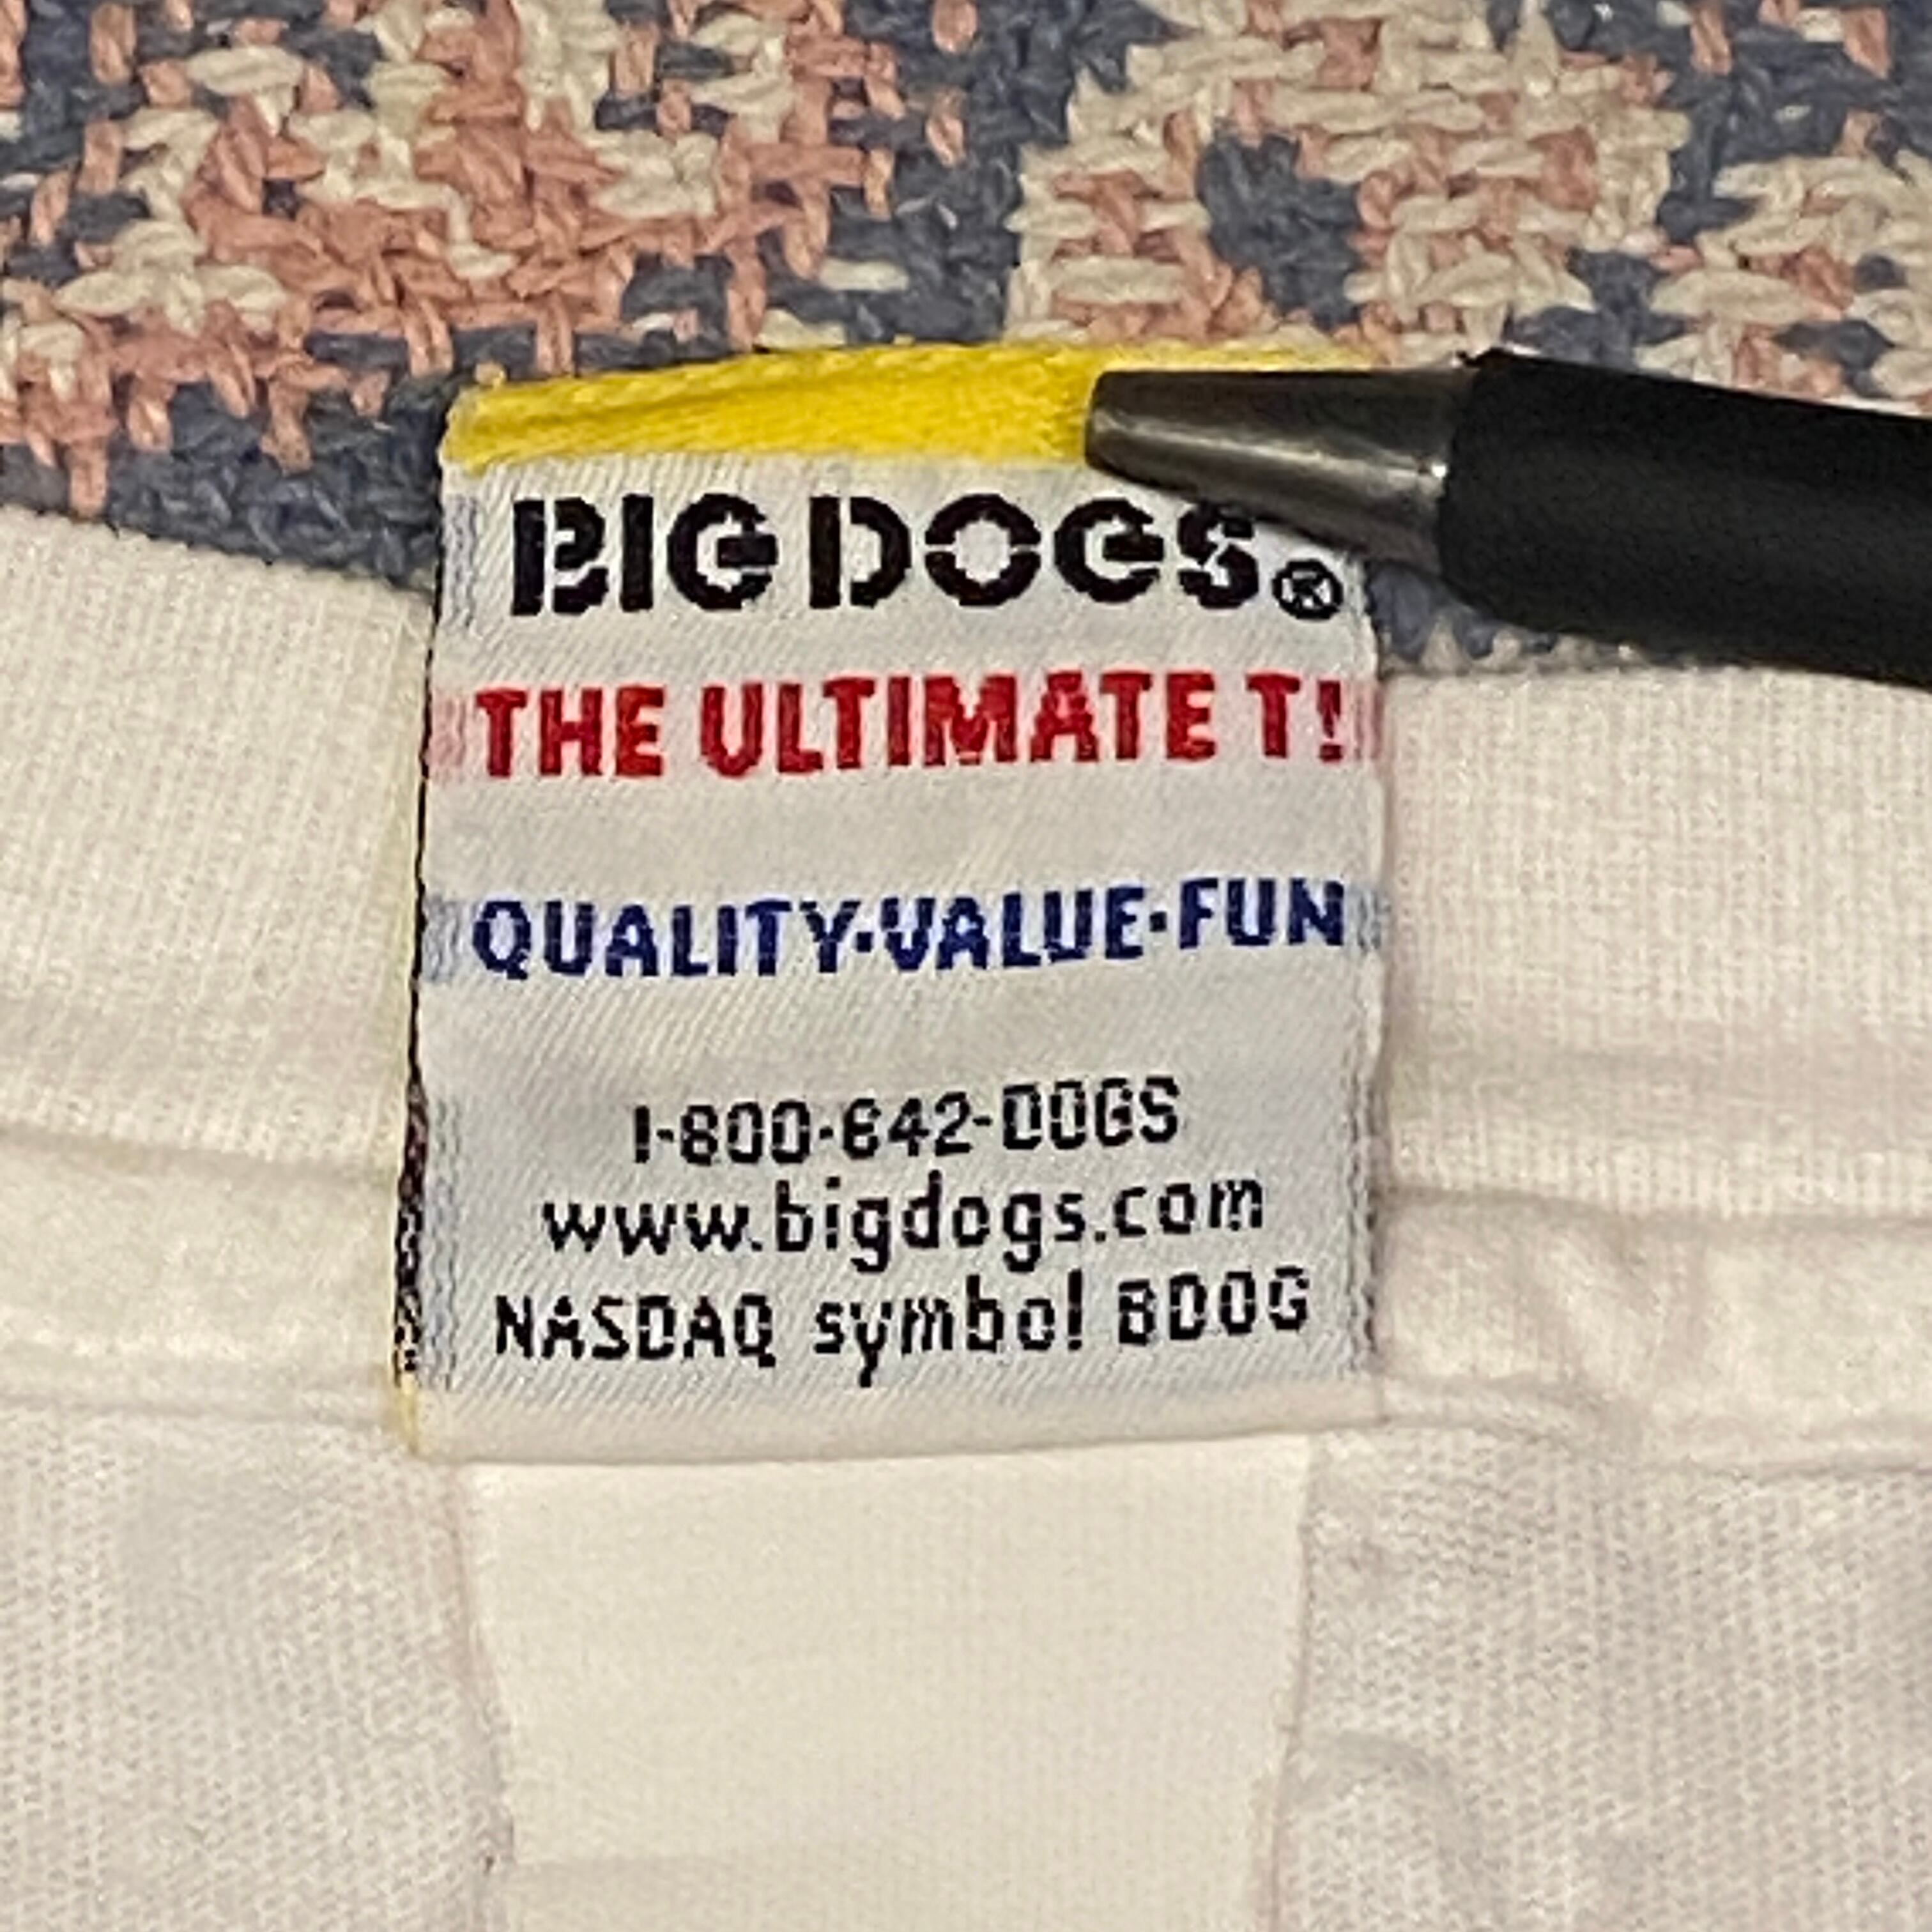 BIG DOGS®
THE ULTIMATE T!
QUALITY·VALUE·FUN
1-800-642-DOGS
www.bigdogs.com
NASDAQ symbol BDOG